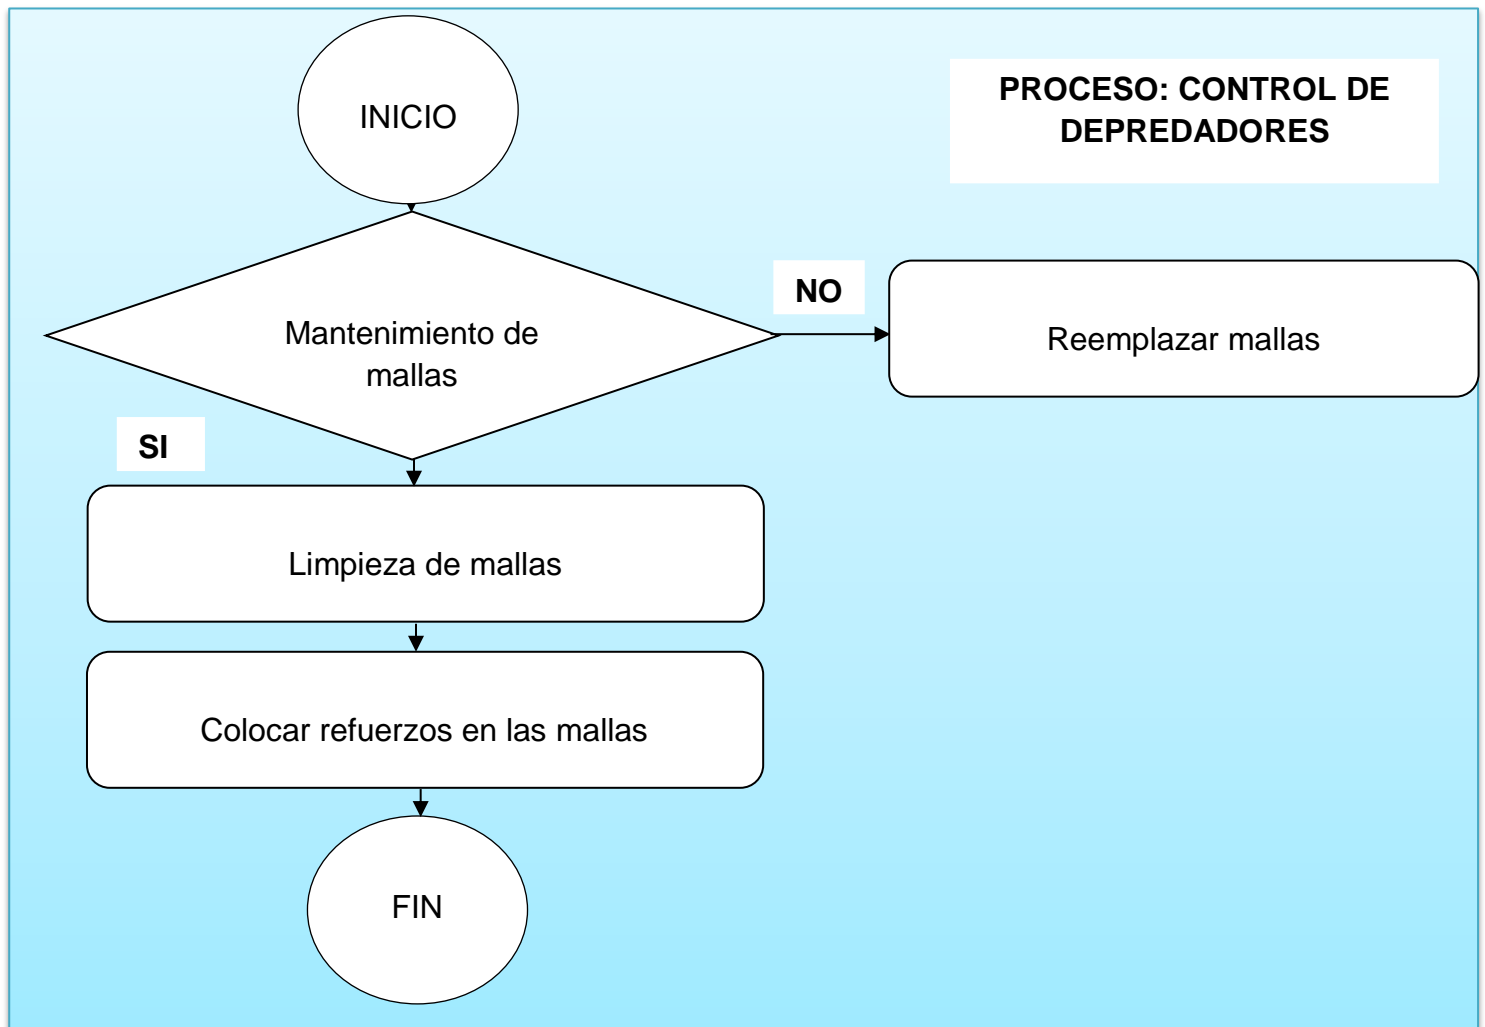 INICIO
PROCESO: CONTROL DE
DEPREDADORES
NO
Mantenimiento de
mallas
Reemplazar mallas
SI
Limpieza de mallas
Colocar refuerzos en las mallas
FIN